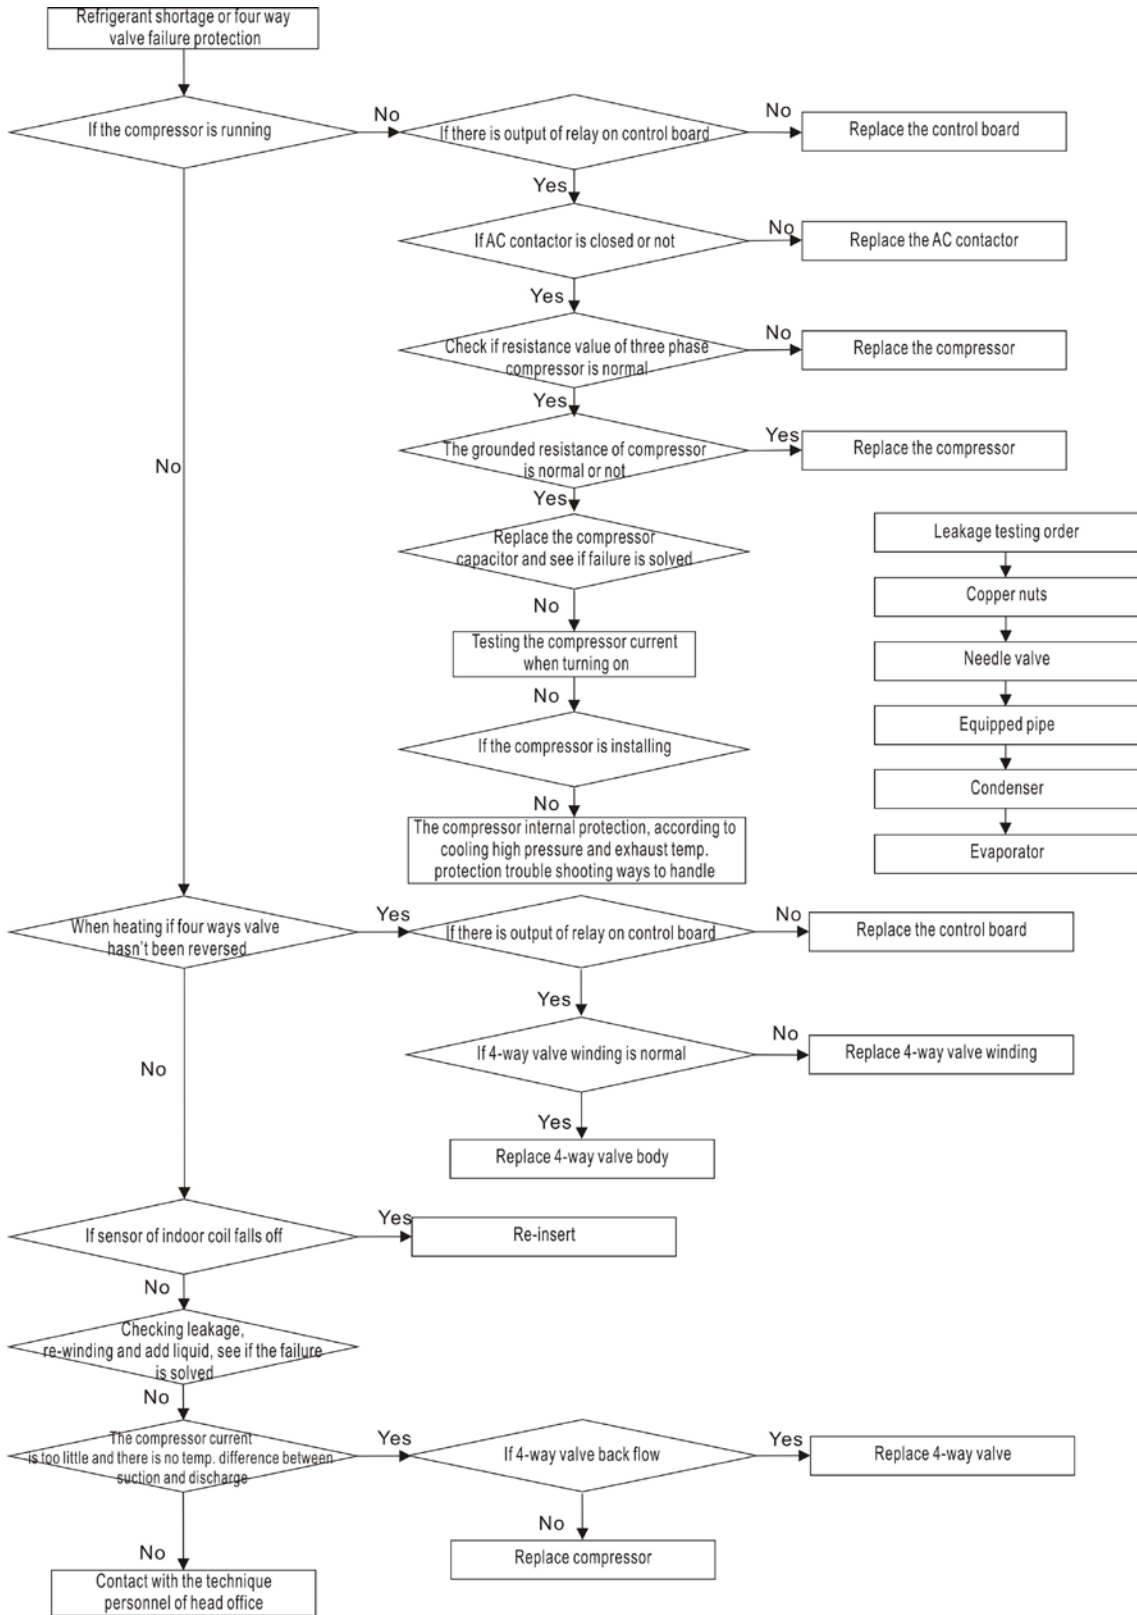 Refrigerant shortage or four way
valve failure protection
If the compressor is running
No
If there is output of relay on control board
No
Replace the control board
Yes
If AC contactor is closed or not
No
Replace the AC contactor
Yes
Check if resistance value of three phase
compressor is normal
No
Replace the compressor
Yes
The grounded resistance of compressor
is normal or not
Yes
Replace the compressor
No
Yes
Replace the compressor
capacitor and see if failure is solved
No
Testing the compressor current
when turning on
No
If the compressor is installing
No
The compressor internal protection, according to
cooling high pressure and exhaust temp.
protection trouble shooting ways to handle
Leakage testing order
Copper nuts
Needle valve
Equipped pipe
Condenser
Evaporator
When heating if four ways valve
hasn't been reversed
Yes
If there is output of relay on control board
No
Replace the control board
Yes
No
If 4-way valve winding is normal
No
Replace 4-way valve winding
Yes
Replace 4-way valve body
If sensor of indoor coil falls off
Yes
Re-insert
No
Checking leakage,
re-winding and add liquid, see if the failure
is solved
No
The compressor current
is too little and there is no temp. difference between
suction and discharge
Yes
If 4-way valve back flow
Yes
Replace 4-way valve
No
Replace compressor
No
Contact with the technique
personnel of head office